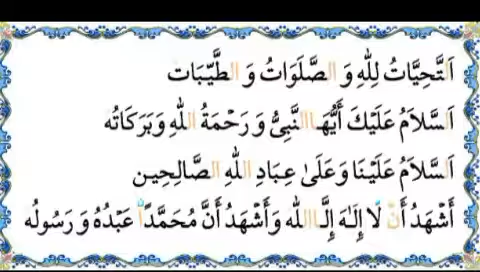 اَلتَّحِيَّاتُ لِلّٰهِ وَ الصَّلَوَاتُ وَ الطَّيِّبَاتُ
اَلسَّلَامُ عَلَيْكَ أَيُّهَا النَّبِيُّ وَ رَحْمَةُ اللّٰهِ وَبَرَكَاتُهُ
اَلسَّلَامُ عَلَيْنَا وَعَلَىٰ عِبَادِ اللّٰهِ الصَّالِحِينَ
أَشْهَدُ أَنْ لَّا إِلٰهَ إِلَّا اللّٰه وَأَشْهَدُ أَنَّ مُحَمَّدًا عَبْدُهُ وَ رَسُولُه